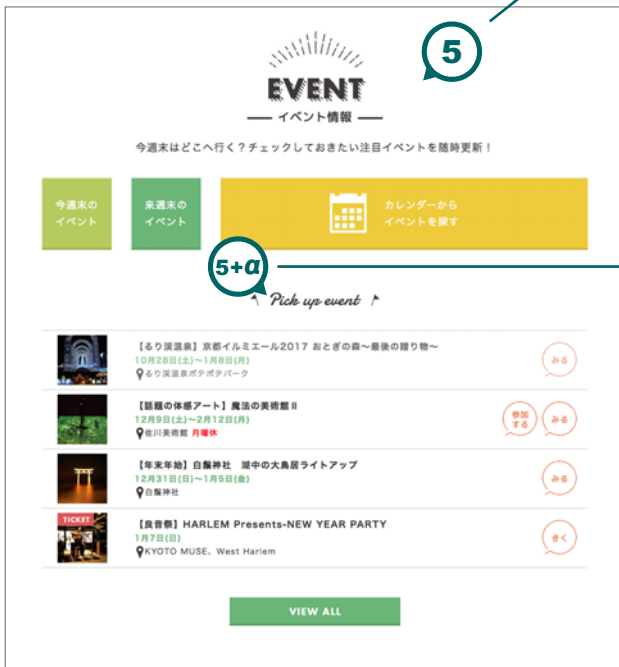 5
EVENT
イベント情報
今週末はどこへ行く？チェックしておきたい注目イベントを随時更新！
今週末の
イベント
来週末の
イベント
カレンダーから
イベントを探す
5+α
Pick up event
【るり渓温泉】京都イルミエール2017 おとぎの森〜最後の贈り物〜
10月28日(土)〜1月8日(月)
るり渓温泉ポテポテパーク
みる
【話題の体感アート】魔法の美術館Ⅱ
12月9日(土)〜2月12日(月)
佐川美術館 月曜休
参加
する
みる
【年末年始】白鬚神社　湖中の大鳥居ライトアップ
12月31日(日)〜1月5日(金)
白鬚神社
みる
TICKET
【良音祭】HARLEM Presents-NEW YEAR PARTY
1月7日(日)
KYOTO MUSE、West Harlem
きく
VIEW ALL